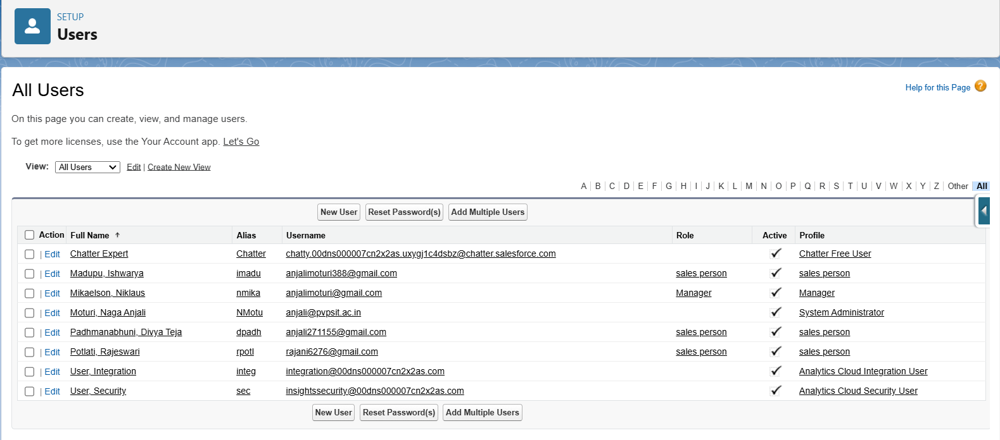 SETUP
Users
All Users
Help for this Page ?
On this page you can create, view, and manage users.
To get more licenses, use the Your Account app. Let's Go
View: All Users Edit | Create New View
A | B | C | D | E | F | G | H | I | J | K | L | M | N | O | P | Q | R | S | T | U | V | W | X | Y | Z | Other | All
New User Reset Password(s) Add Multiple Users
Action Full Name ↑ Alias Username Role Active Profile
| Edit Chatter Expert Chatter chatty.00dns000007cn2x2as.uxygj1c4dsbz@chatter.salesforce.com Chatter Free User
| Edit Madupu, Ishwarya imadu anjalimoturi388@gmail.com sales person sales person
| Edit Mikaelson, Niklaus nmika anjalimoturi@gmail.com Manager Manager
| Edit Moturi, Naga Anjali NMotu anjali@pvpsit.ac.in System Administrator
| Edit Padhmanabhuni, Divya Teja dpadh anjali271155@gmail.com sales person sales person
| Edit Potlati, Rajeswari rpotl rajani6276@gmail.com sales person sales person
| Edit User, Integration integ integration@00dns000007cn2x2as.com Analytics Cloud Integration User
| Edit User, Security sec insightssecurity@00dns000007cn2x2as.com Analytics Cloud Security User
New User Reset Password(s) Add Multiple Users